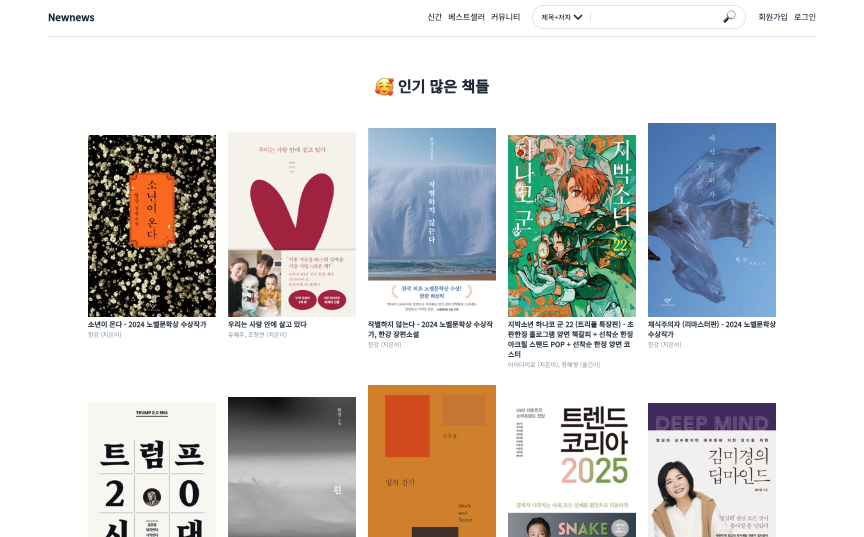 Newnews
신간 베스트셀러 커뮤니티
제목+저자
회원가입 로그인
🥰 인기 많은 책들
소년이 온다
우리는 사랑 안에 살고 있다
작별하지 않는다
한국 최초 노벨문학상 수상!
한강 최신작
지박소년
하나코 군
22
채식주의자
한강
소년이 온다 - 2024 노벨문학상 수상작가
한강 (지은이)
우리는 사랑 안에 살고 있다
유혜주, 조정연 (지은이)
작별하지 않는다 - 2024 노벨문학상 수상작
가, 한강 장편소설
한강 (지은이)
지박소년 하나코 군 22 (트리플 특장판) - 초
판한정 홀로그램 양면 책갈피 + 선착순 한정
아크릴 스탠드 POP + 선착순 한정 양면 코
스터
아이다이로 (지은이), 장혜영 (옮긴이)
채식주의자 (리마스터판) - 2024 노벨문학상
수상작가
한강 (지은이)
TRUMP 2.0 ERA
트럼프
2 0
시 대
흰
일의 감각
조수용
Work
and
Sense
트렌드
코리아
2025
SNAKE
DEEP MIND
김미경의
딥마인드